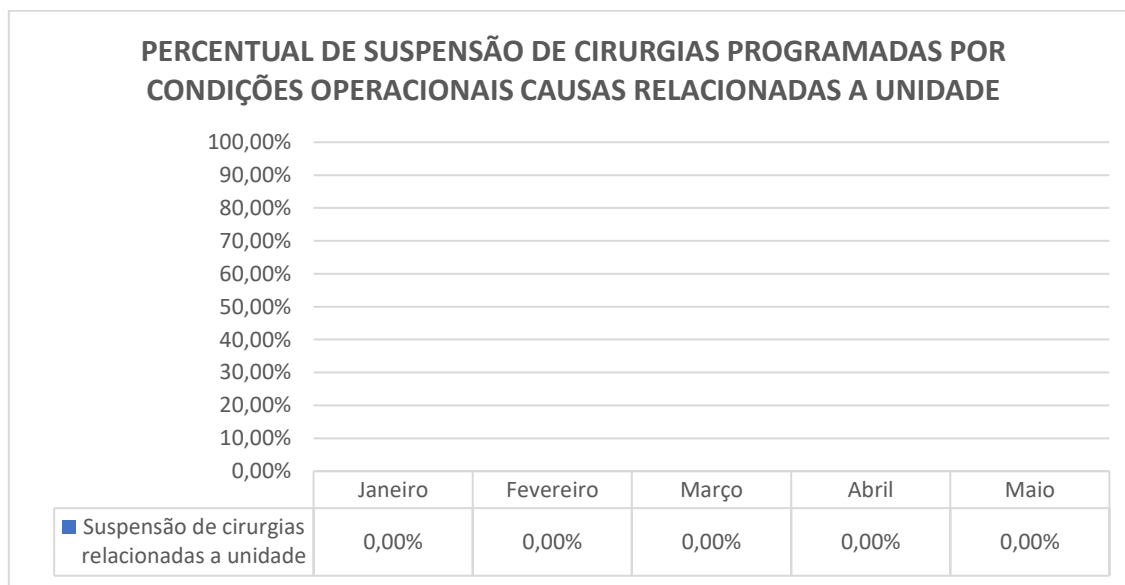 PERCENTUAL DE SUSPENSÃO DE CIRURGIAS PROGRAMADAS POR
CONDIÇÕES OPERACIONAIS CAUSAS RELACIONADAS A UNIDADE
100,00%
90,00%
80,00%
70,00%
60,00%
50,00%
40,00%
30,00%
20,00%
10,00%
0,00%
Janeiro Fevereiro Março Abril Maio
Suspensão de cirurgias
relacionadas a unidade
0,00% 0,00% 0,00% 0,00% 0,00%